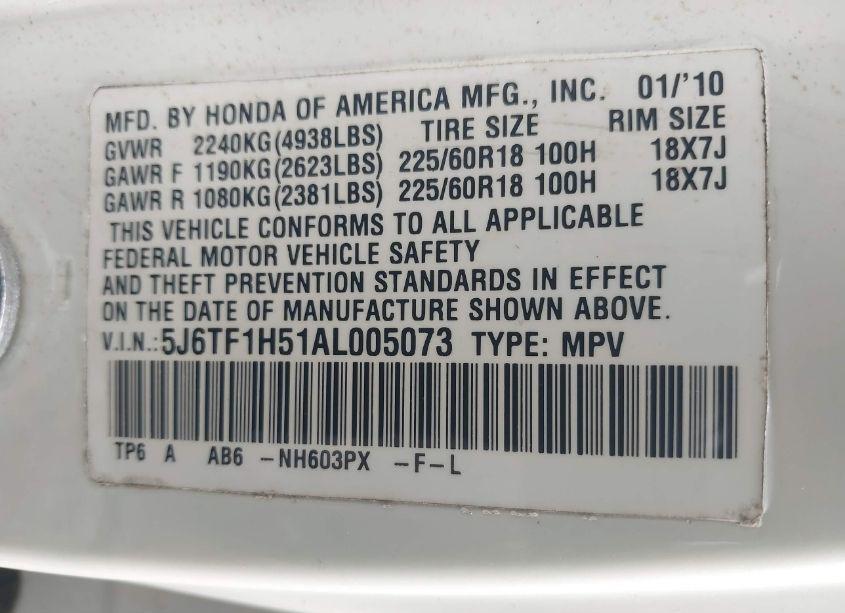 MFD. BY HONDA OF AMERICA MFG., INC. 01/'10
GVWR 2240KG(4938LBS) TIRE SIZE RIM SIZE
GAWR F 1190KG(2623LBS) 225/60R18 100H 18X7J
GAWR R 1080KG(2381LBS) 225/60R18 100H 18X7J
THIS VEHICLE CONFORMS TO ALL APPLICABLE
FEDERAL MOTOR VEHICLE SAFETY
AND THEFT PREVENTION STANDARDS IN EFFECT
ON THE DATE OF MANUFACTURE SHOWN ABOVE.
V.I.N.:5J6TF1H51AL005073 TYPE: MPV
TP6 A AB6 -NH603PX -F-L